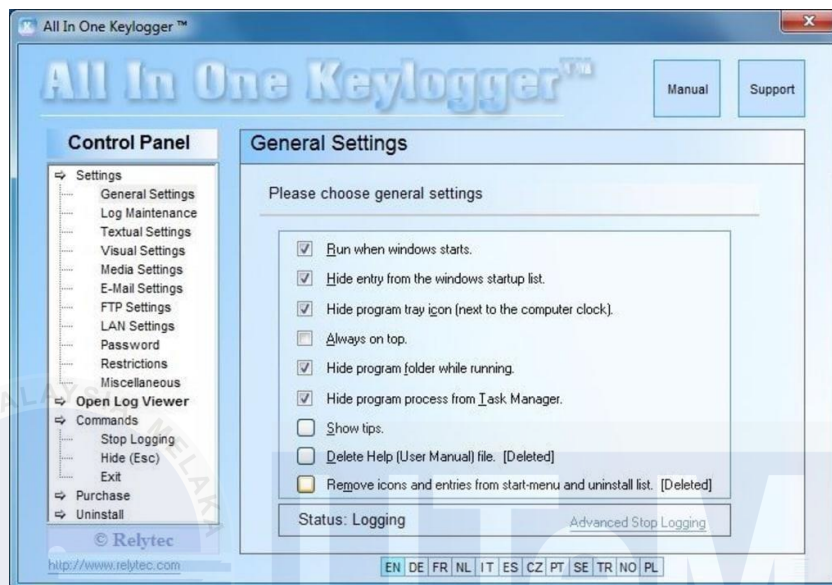 All In One Keylogger ™
All In One Keylogger™
Manual
Support
Control Panel
Settings
General Settings
Log Maintenance
Textual Settings
Visual Settings
Media Settings
E-Mail Settings
FTP Settings
LAN Settings
Password
Restrictions
Miscellaneous
Open Log Viewer
Commands
Stop Logging
Hide (Esc)
Exit
Purchase
Uninstall
© Relytec
http://www.relytec.com
General Settings
Please choose general settings
Run when windows starts.
Hide entry from the windows startup list.
Hide program tray icon (next to the computer clock).
Always on top.
Hide program folder while running.
Hide program process from Task Manager.
Show tips.
Delete Help (User Manual) file. [Deleted]
Remove icons and entries from start-menu and uninstall list. [Deleted]
Status: Logging
Advanced Stop Logging
EN DE FR NL IT ES CZ PT SE TR NO PL
MALAYSIA MELAKA
UTeM